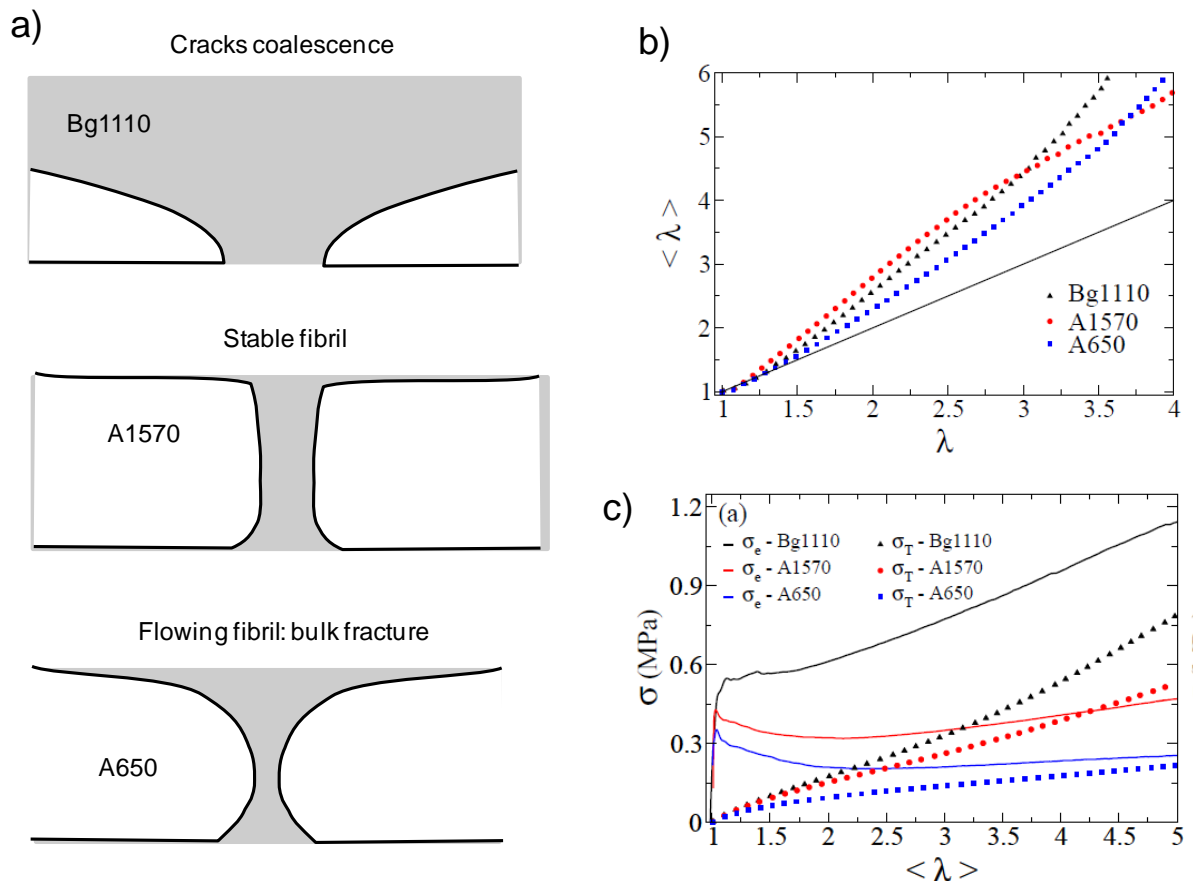 a)
Cracks coalescence
Bg1110
Stable fibril
A1570
Flowing fibril: bulk fracture
A650
b)
6
5
4
3
2
1
< λ >
Bg1110
A1570
A650
1 1.5 2 2.5 3 3.5 4
λ
c)
(a)
1.2
0.9
0.6
0.3
0
σ (MPa)
σe - Bg1110 σT - Bg1110
σe - A1570 σT - A1570
σe - A650 σT - A650
1 1.5 2 2.5 3 3.5 4 4.5 5
< λ >